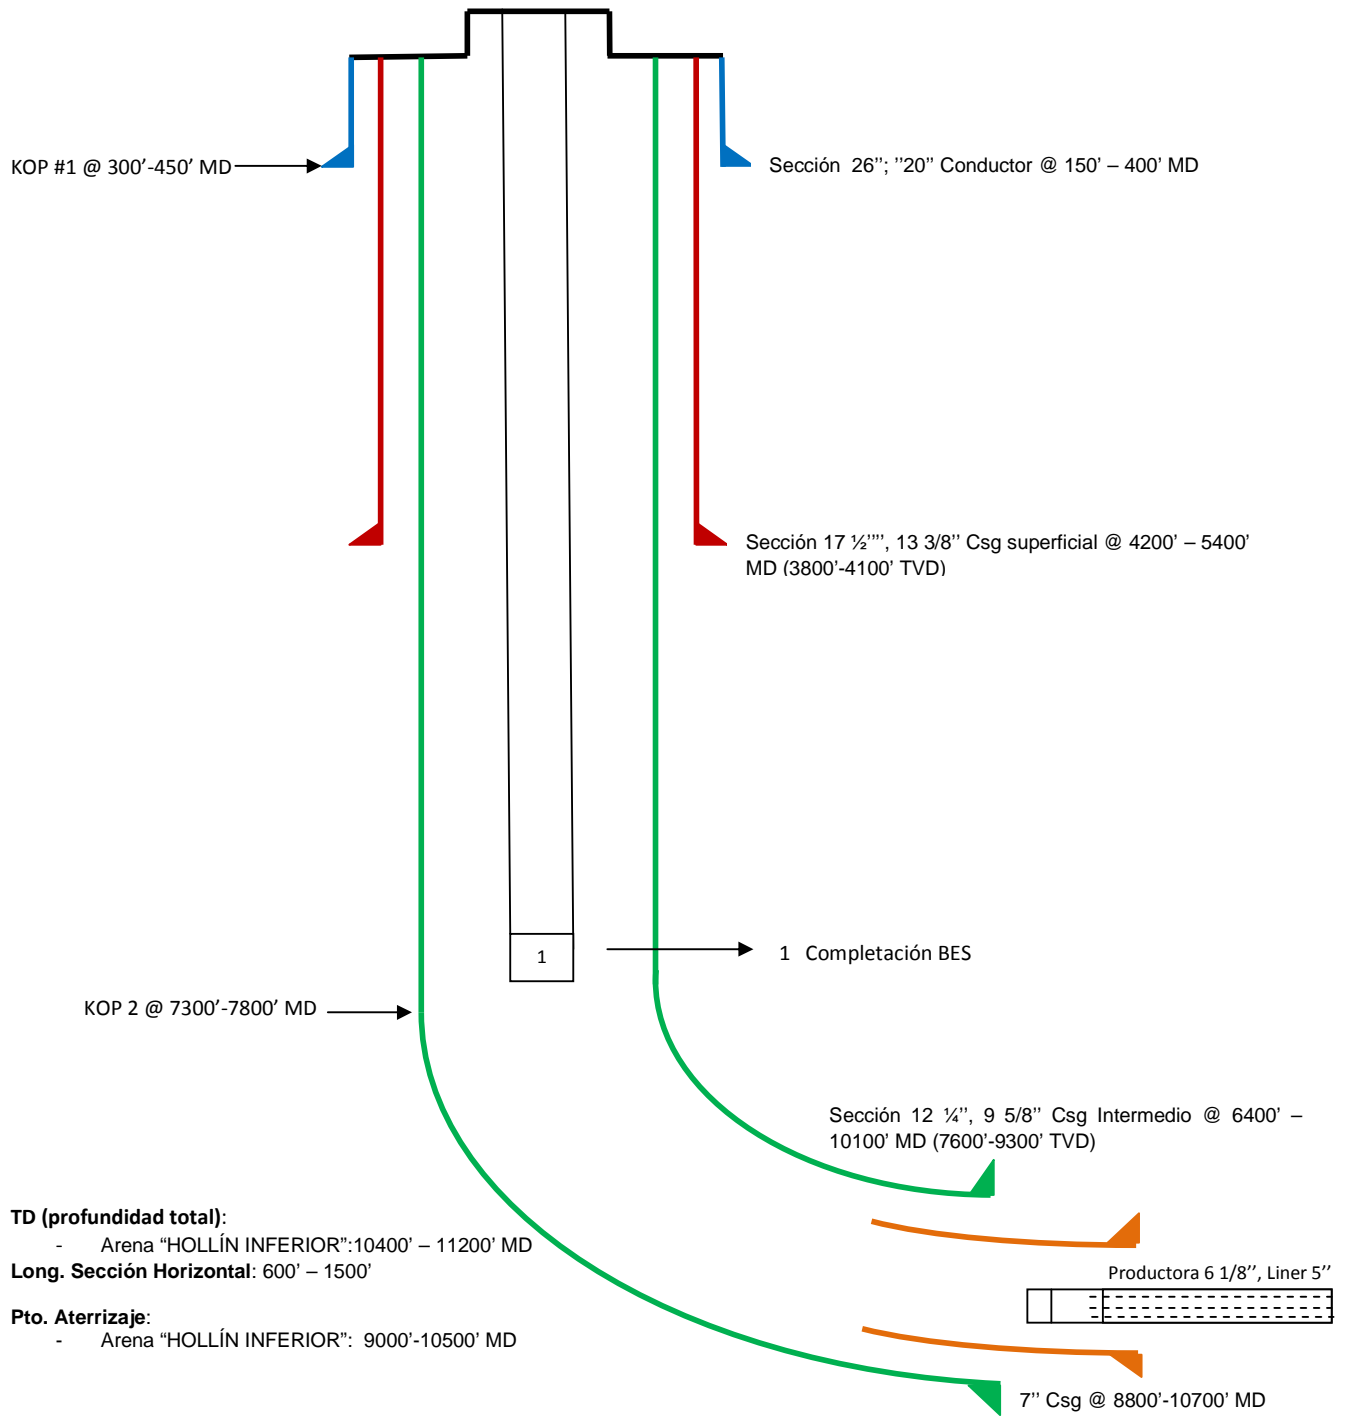 KOP #1 @ 300’-450’ MD
Sección 26’’; ’’20” Conductor @ 150’ – 400’ MD
Sección 17 ½’’’’, 13 3/8’’ Csg superficial @ 4200’ – 5400’
MD (3800’-4100’ TVD)
1
1 Completación BES
KOP 2 @ 7300’-7800’ MD
Sección 12 ¼’’, 9 5/8’’ Csg Intermedio @ 6400’ –
10100’ MD (7600’-9300’ TVD)
TD (profundidad total):
- Arena “HOLLÍN INFERIOR”:10400’ – 11200’ MD
Long. Sección Horizontal: 600’ – 1500’
Pto. Aterrizaje:
- Arena “HOLLÍN INFERIOR”: 9000’-10500’ MD
Productora 6 1/8’’, Liner 5’’
7’’ Csg @ 8800’-10700’ MD